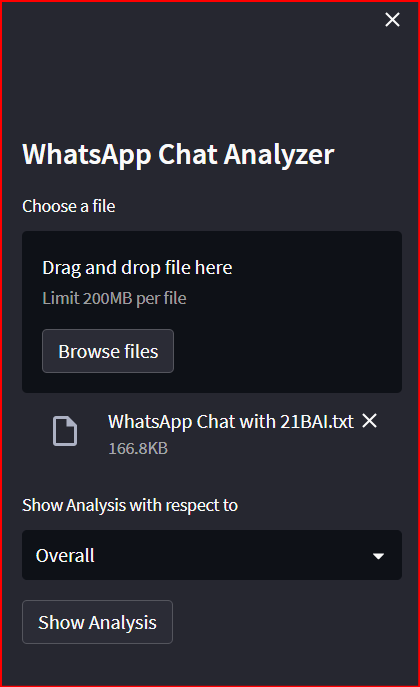 WhatsApp Chat Analyzer
Choose a file
Drag and drop file here
Limit 200MB per file
Browse files
WhatsApp Chat with 21BAI.txt
166.8KB
Show Analysis with respect to
Overall
Show Analysis